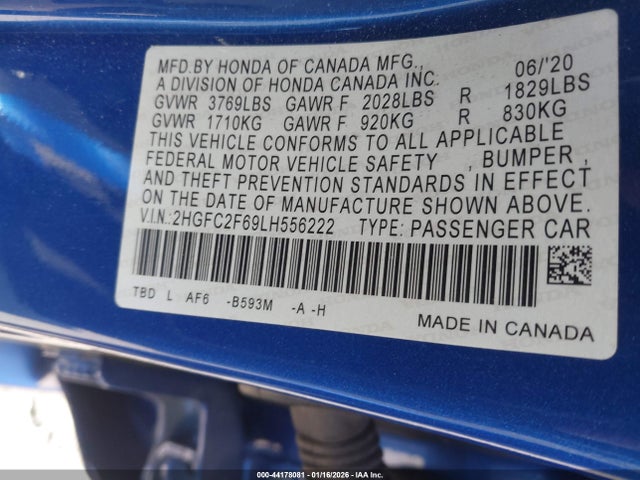 MFD.BY HONDA OF CANADA MFG.,
A DIVISION OF HONDA CANADA INC. 06/'20
GVWR 3769LBS GAWR F 2028LBS R 1829LBS
GVWR 1710KG GAWR F 920KG R 830KG
THIS VEHICLE CONFORMS TO ALL APPLICABLE
FEDERAL MOTOR VEHICLE SAFETY , BUMPER ,
AND THEFT PREVENTION STANDARDS IN EFFECT
ON THE DATE OF MANUFACTURE SHOWN ABOVE.
V.I.N.:2HGFC2F69LH556222 TYPE: PASSENGER CAR
TBD L AF6 -B593M -A -H
MADE IN CANADA
000-44178081 - 01/16/2026 - IAA Inc.